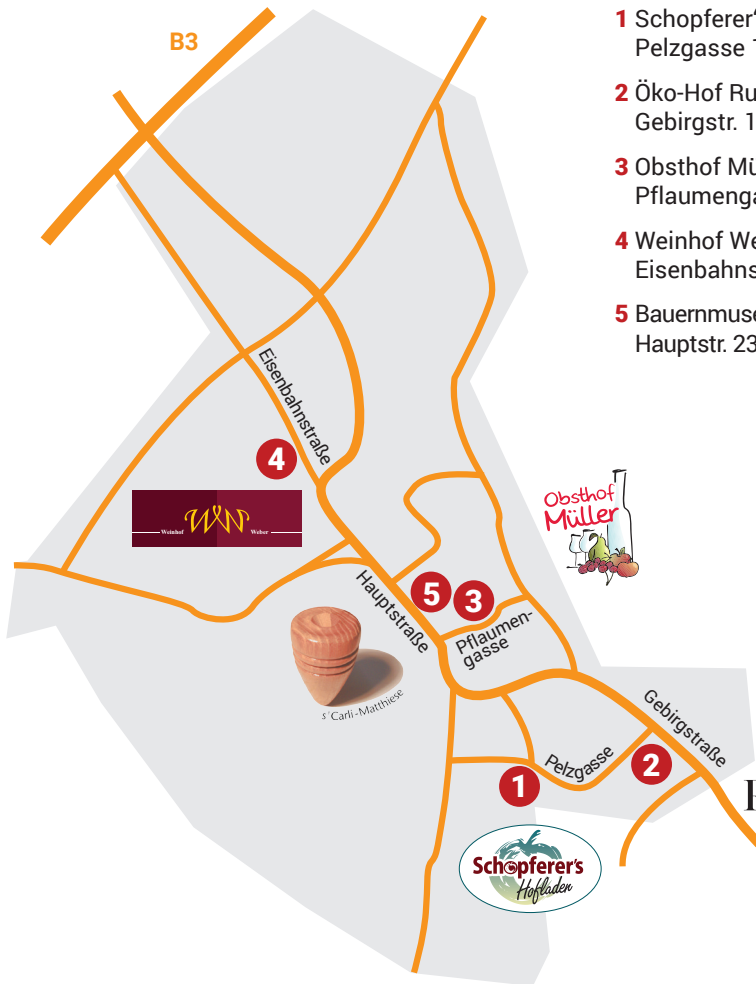 B3
1 Schopferer'
Pelzgasse
2 Öko-Hof Ru
Gebirgstr. 1
3 Obsthof Mü
Pflaumenga
4 Weinhof We
Eisenbahns
5 Bauernmuse
Hauptstr. 23
Eisenbahnstraße
4
Weinhof WN Weber
Obsthof
Müller
Hauptstraße
5 3
Pflaumen-
gasse
s'Carli-Matthiese
Gebirgstraße
Pelzgasse
2
1
Schopferer's
Hofladen